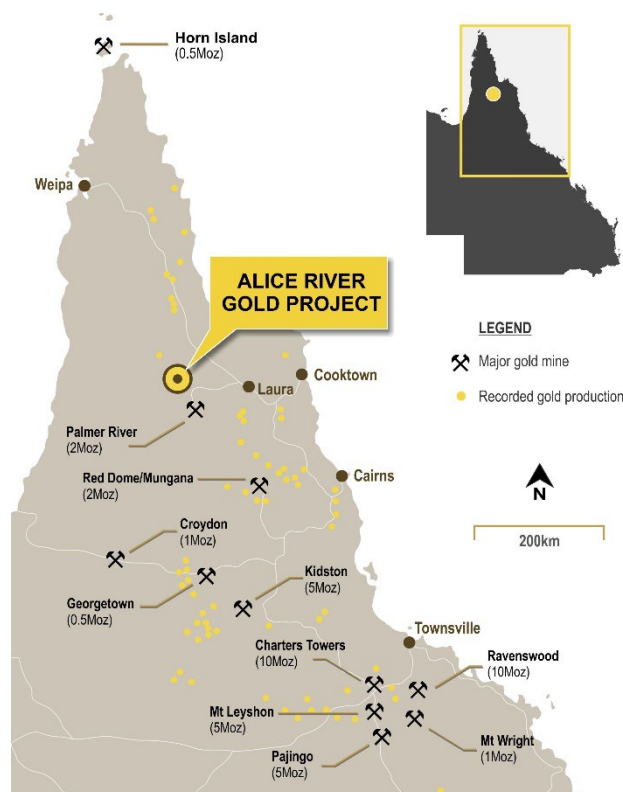 Horn Island
(0.5Moz)
Weipa
ALICE RIVER
GOLD PROJECT
LEGEND
Major gold mine
Recorded gold production
Cooktown
Laura
Palmer River
(2Moz)
Red Dome/Mungana
(2Moz)
Cairns
N
200km
Croydon
(1Moz)
Kidston
(5Moz)
Georgetown
(0.5Moz)
Townsville
Charters Towers
(10Moz)
Ravenswood
(10Moz)
Mt Leyshon
(5Moz)
Mt Wright
(1Moz)
Pajingo
(5Moz)